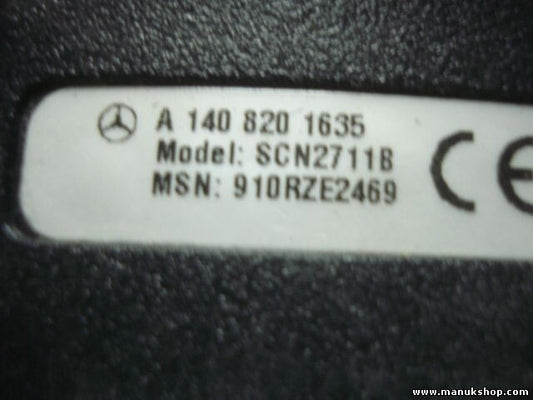 A 140 820 1635
Model: SCN2711B
MSN: 910RZE2469
CE
www.manukshop.com